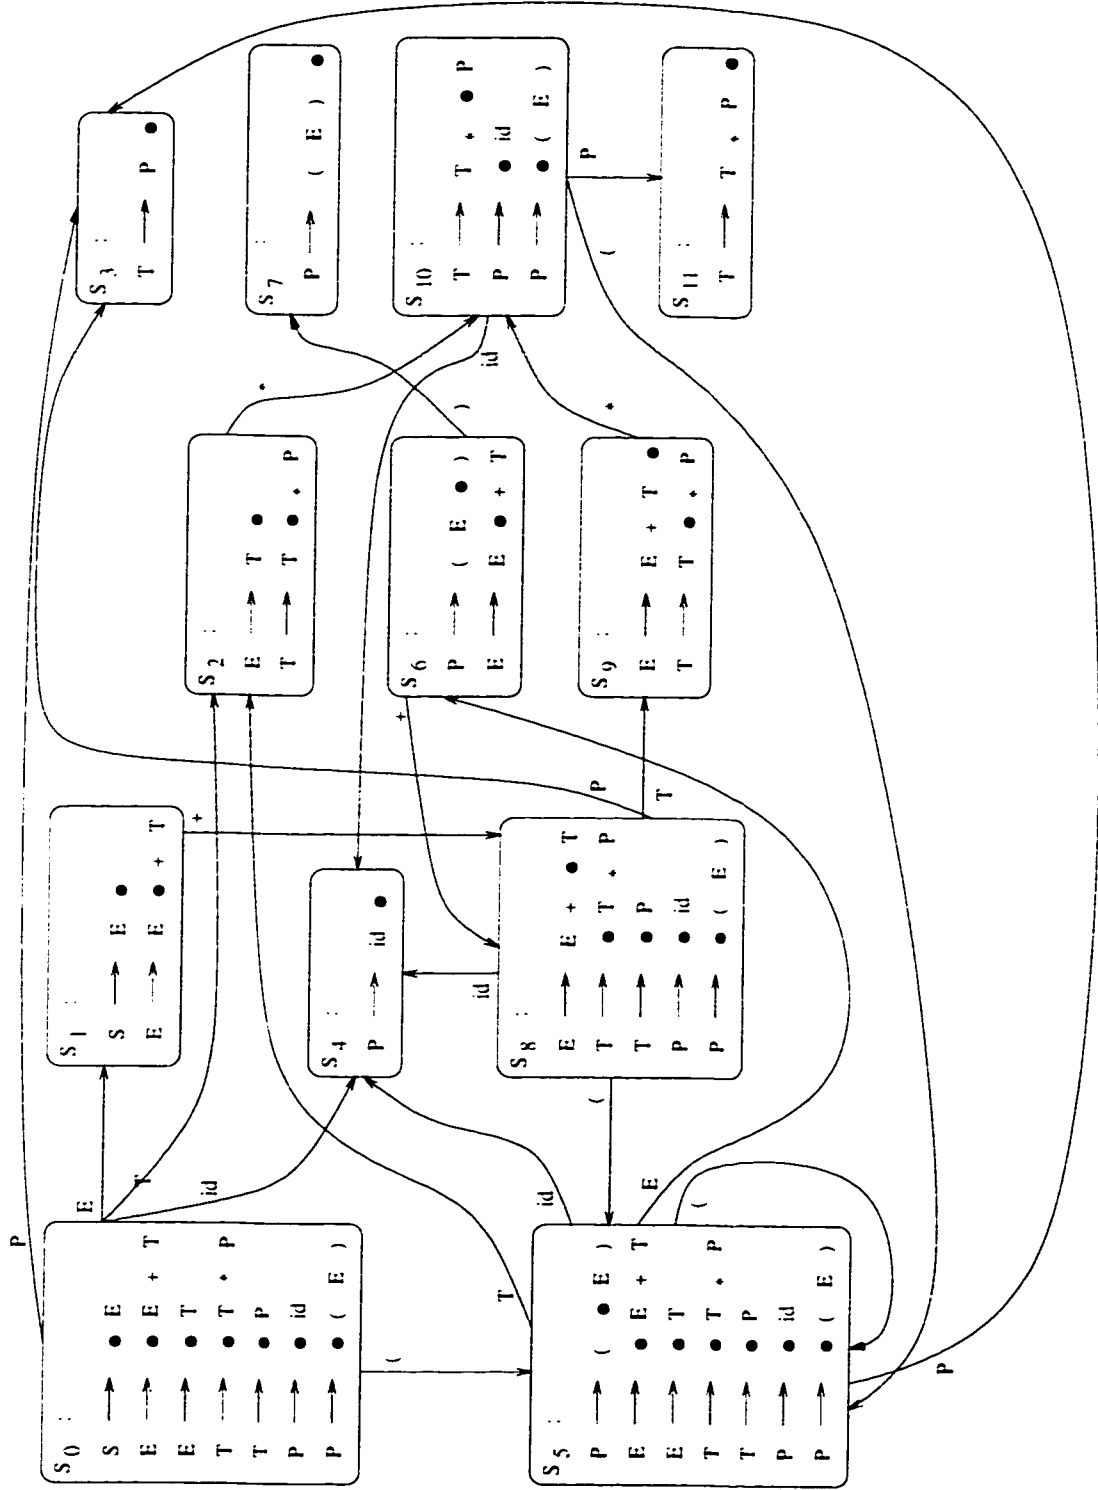 S0 :
S → • E
E → • E + T
E → • T
T → • T * P
T → • P
P → • id
P → • ( E )
P
E
T
id
(
S5 :
P → ( • E )
E → • E + T
E → • T
T → • T * P
T → • P
P → • id
P → • ( E )
T
id
E
(
P
S1 :
S → E •
E → E • + T
+
S4 :
P → id •
S8 :
E → E + • T
T → • T * P
T → • P
P → • id
P → • ( E )
id
(
P
T
S2 :
E → T •
T → T • * P
*
S6 :
P → ( E • )
E → E • + T
+
)
S9 :
E → E + T •
T → T • * P
*
S3 :
T → P •
S7 :
P → ( E ) •
S10 :
T → T * • P
P → • id
P → • ( E )
id
(
P
S11 :
T → T * P •